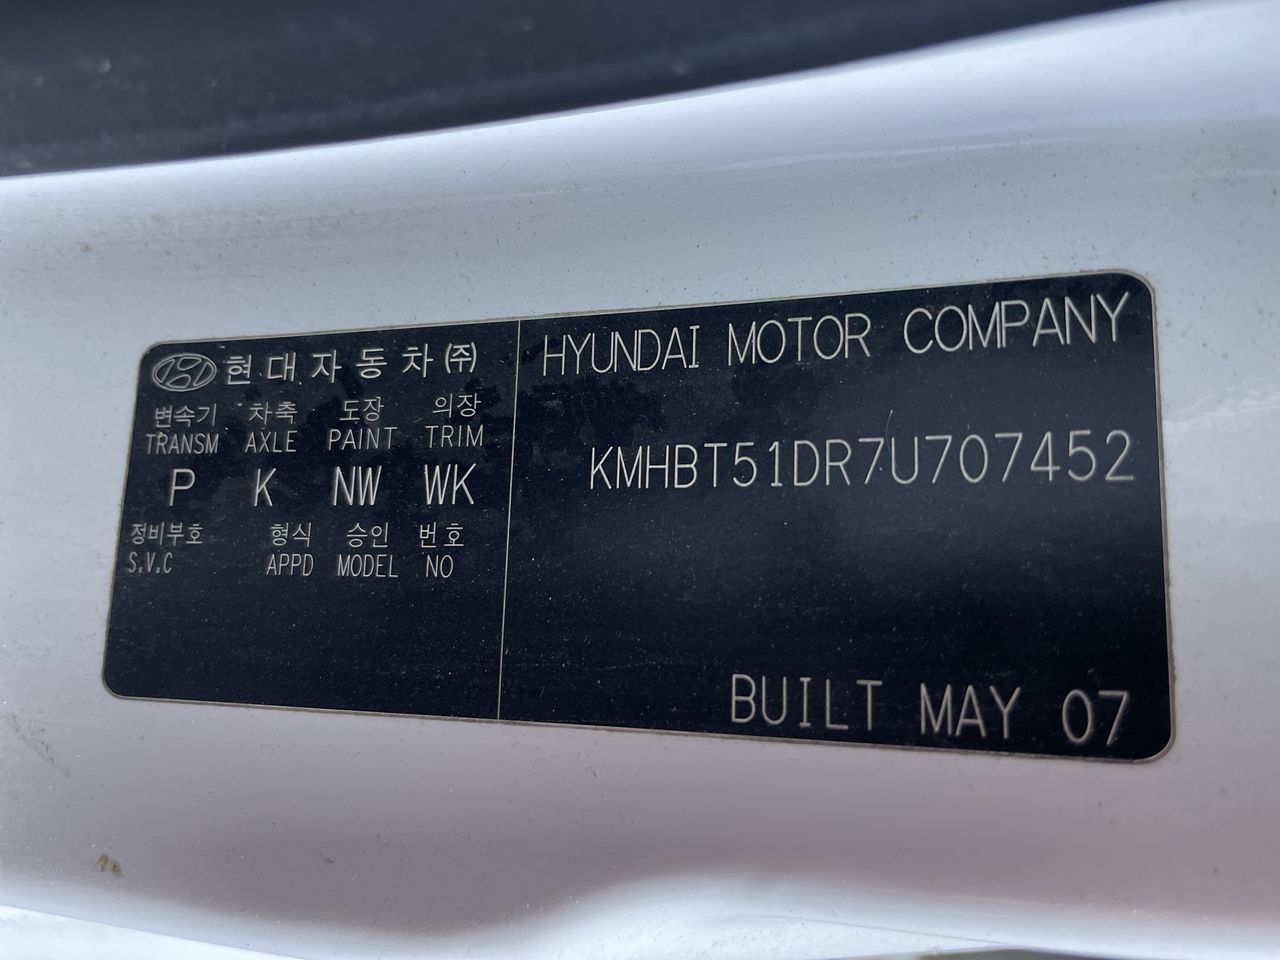 현대자동차㈜
변속기 차축 도장 의장
TRANSM AXLE PAINT TRIM
P K NW WK
정비부호 형식 승인 번호
S.V.C APPD MODEL NO
HYUNDAI MOTOR COMPANY
KMHBT51DR7U707452
BUILT MAY 07